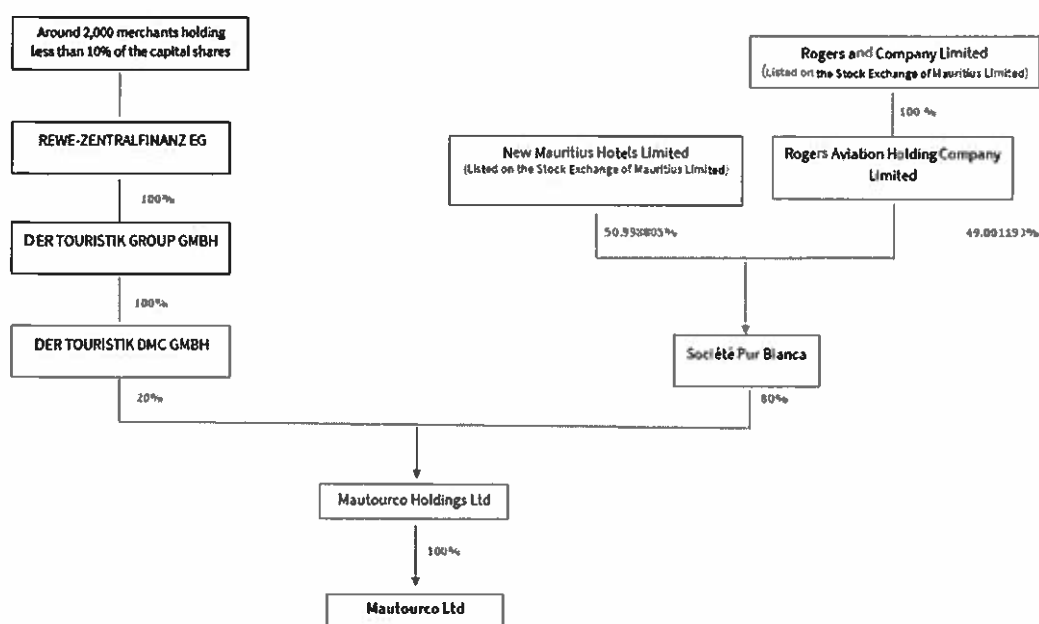 Around 2,000 merchants holding
less than 10% of the capital shares
REWE-ZENTRALFINANZ EG
100%
DER TOURISTIK GROUP GMBH
100%
DER TOURISTIK DMC GMBH
20%
Rogers and Company Limited
(Listed on the Stock Exchange of Mauritius Limited)
100 %
New Mauritius Hotels Limited
(Listed on the Stock Exchange of Mauritius Limited)
Rogers Aviation Holding Company
Limited
Société Pur Blanca
80%
Mautourco Holdings Ltd
100%
Mautourco Ltd